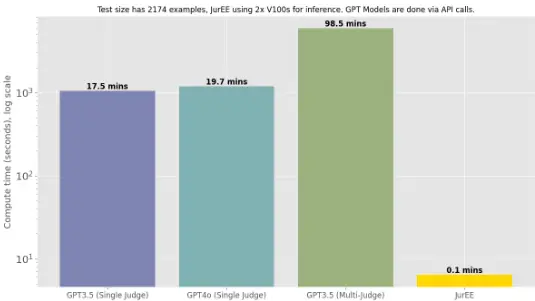 Test size has 2174 examples, JurEE using 2x V100s for inference. GPT Models are done via API calls.
98.5 mins
17.5 mins
19.7 mins
10³
10²
10¹
Compute time (seconds), log scale
0.1 mins
GPT3.5 (Single Judge)
GPT4o (Single Judge)
GPT3.5 (Multi-Judge)
JurEE